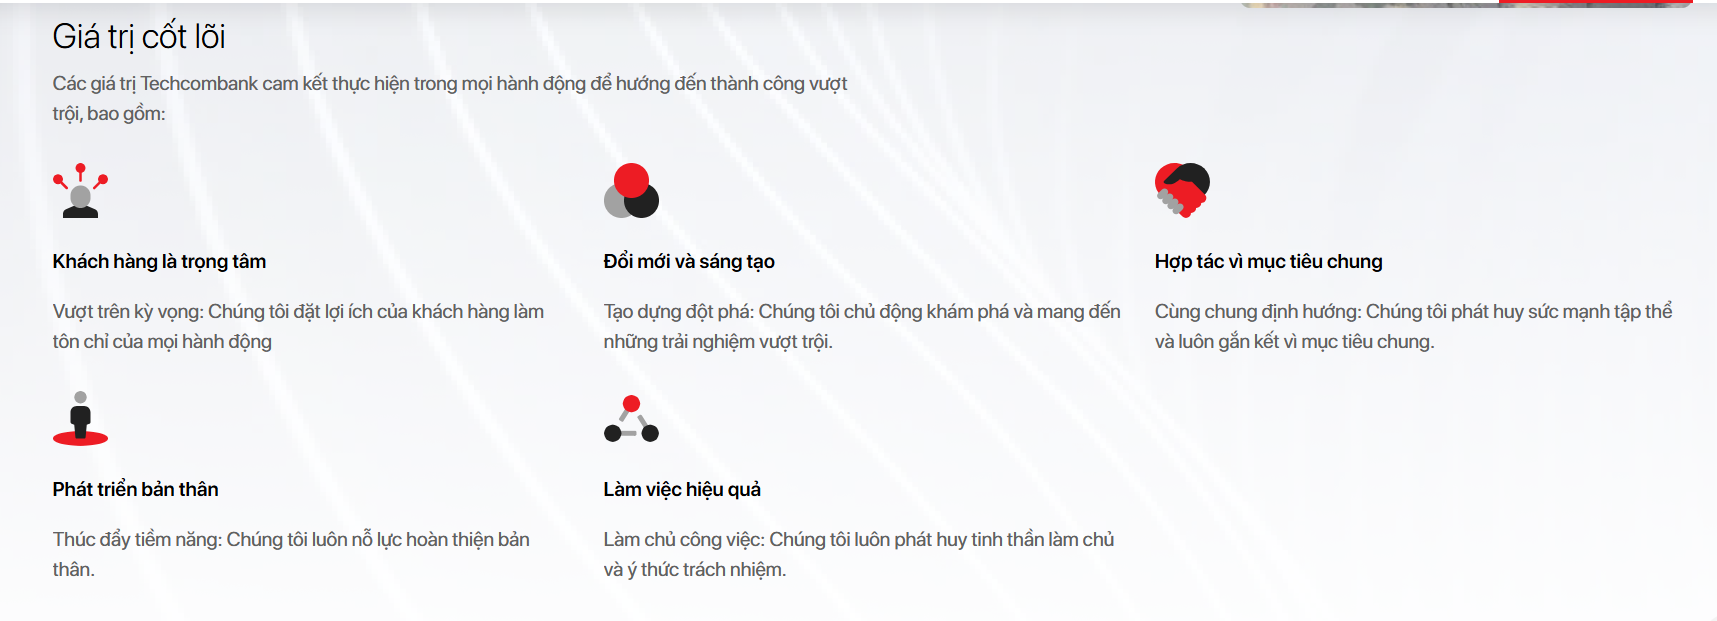 Giá trị cốt lõi
Các giá trị Techcombank cam kết thực hiện trong mọi hành động để hướng đến thành công vượt
trội, bao gồm:
Khách hàng là trọng tâm
Vượt trên kỳ vọng: Chúng tôi đặt lợi ích của khách hàng làm
tôn chỉ của mọi hành động
Đổi mới và sáng tạo
Tạo dựng đột phá: Chúng tôi chủ động khám phá và mang đến
những trải nghiệm vượt trội.
Hợp tác vì mục tiêu chung
Cùng chung định hướng: Chúng tôi phát huy sức mạnh tập thể
và luôn gắn kết vì mục tiêu chung.
Phát triển bản thân
Thúc đẩy tiềm năng: Chúng tôi luôn nỗ lực hoàn thiện bản
thân.
Làm việc hiệu quả
Làm chủ công việc: Chúng tôi luôn phát huy tinh thần làm chủ
và ý thức trách nhiệm.